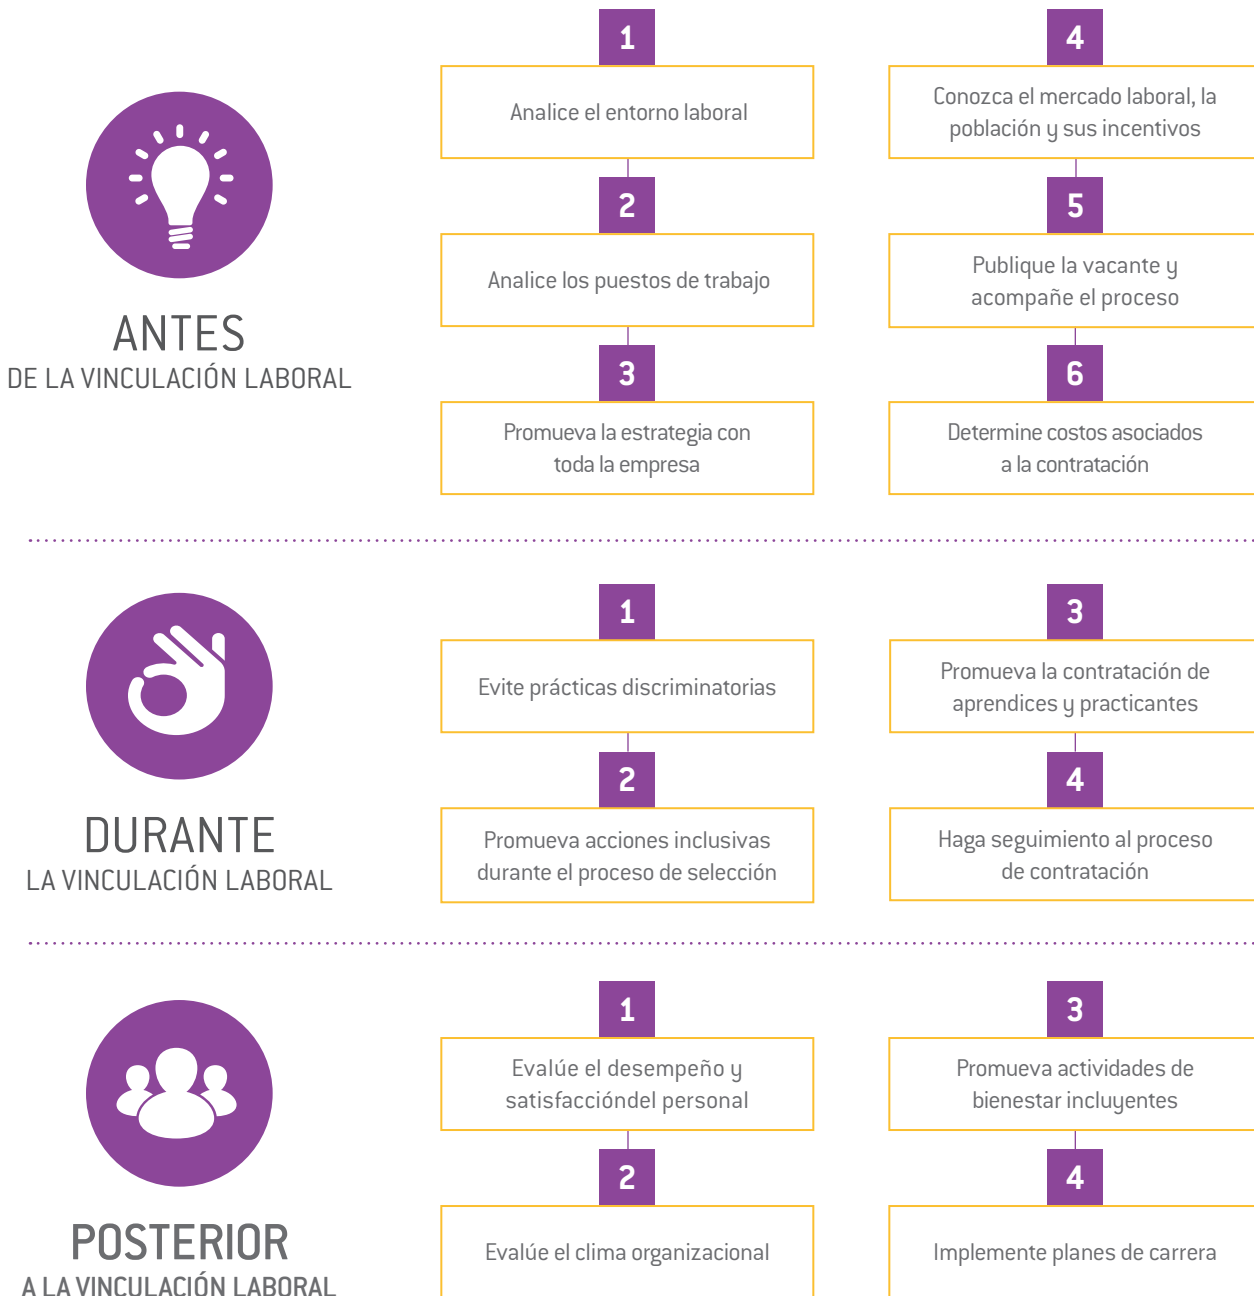 ANTES
DE LA VINCULACIÓN LABORAL
1
Analice el entorno laboral
2
Analice los puestos de trabajo
3
Promueva la estrategia con
toda la empresa
4
Conozca el mercado laboral, la
población y sus incentivos
5
Publique la vacante y
acompañe el proceso
6
Determine costos asociados
a la contratación
DURANTE
LA VINCULACIÓN LABORAL
1
Evite prácticas discriminatorias
2
Promueva acciones inclusivas
durante el proceso de selección
3
Promueva la contratación de
aprendices y practicantes
4
Haga seguimiento al proceso
de contratación
POSTERIOR
A LA VINCULACIÓN LABORAL
1
Evalúe el desempeño y
satisfaccióndel personal
2
Evalúe el clima organizacional
3
Promueva actividades de
bienestar incluyentes
4
Implemente planes de carrera